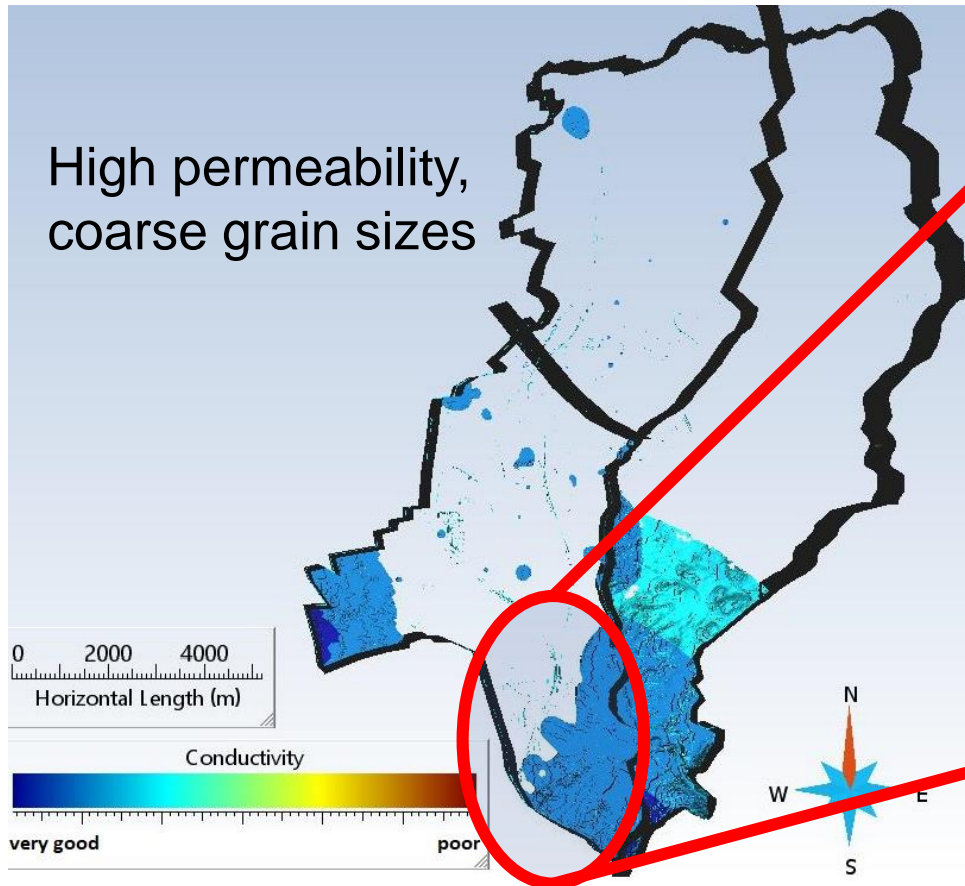 High permeability,
coarse grain sizes
0 2000 4000
Horizontal Length (m)
Conductivity
very good poor
N
W E
S